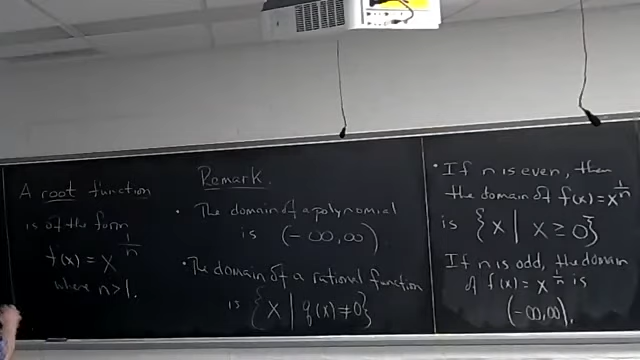 A root function
is of the form
f(x) = x^{1/n}
where n>1.
Remark.
• The domain of a polynomial
is (-∞,∞)
• The domain of a rational function
is {x | q(x) ≠ 0}
• If n is even, then
the domain of f(x) = x^{1/n}
is {x | x ≥ 0}
If n is odd, the domain
of f(x) = x^{1/n} is
(-∞,∞).